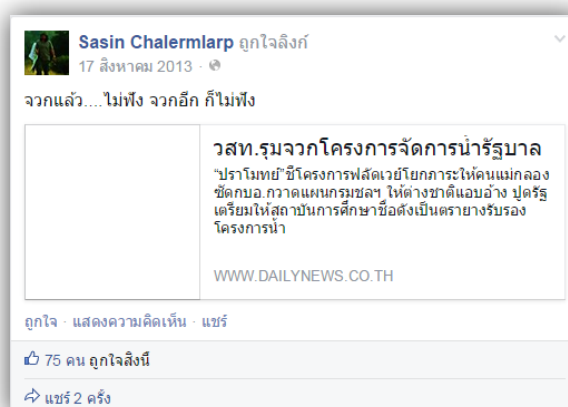 Sasin Chalermlarp ถูกใจลิงก์
17 สิงหาคม 2013 ·
จวกแล้ว....ไม่ฟัง จวกอีก ก็ไม่ฟัง
วสท.รุมจวกโครงการจัดการน้ำรัฐบาล
"ปราโมทย์"ชี้โครงการฟลัดเวย์โยกภาระให้คนแม่กลอง
ซัดกบอ.กวาดแผนกรมชลฯ ให้ต่างชาติแอบอ้าง ปูดรัฐ
เตรียมให้สถาบันการศึกษาชื่อดังเป็นตรายางรับรอง
โครงการน้ำ
WWW.DAILYNEWS.CO.TH
ถูกใจ · แสดงความคิดเห็น · แชร์
75 คน ถูกใจสิ่งนี้
แชร์ 2 ครั้ง